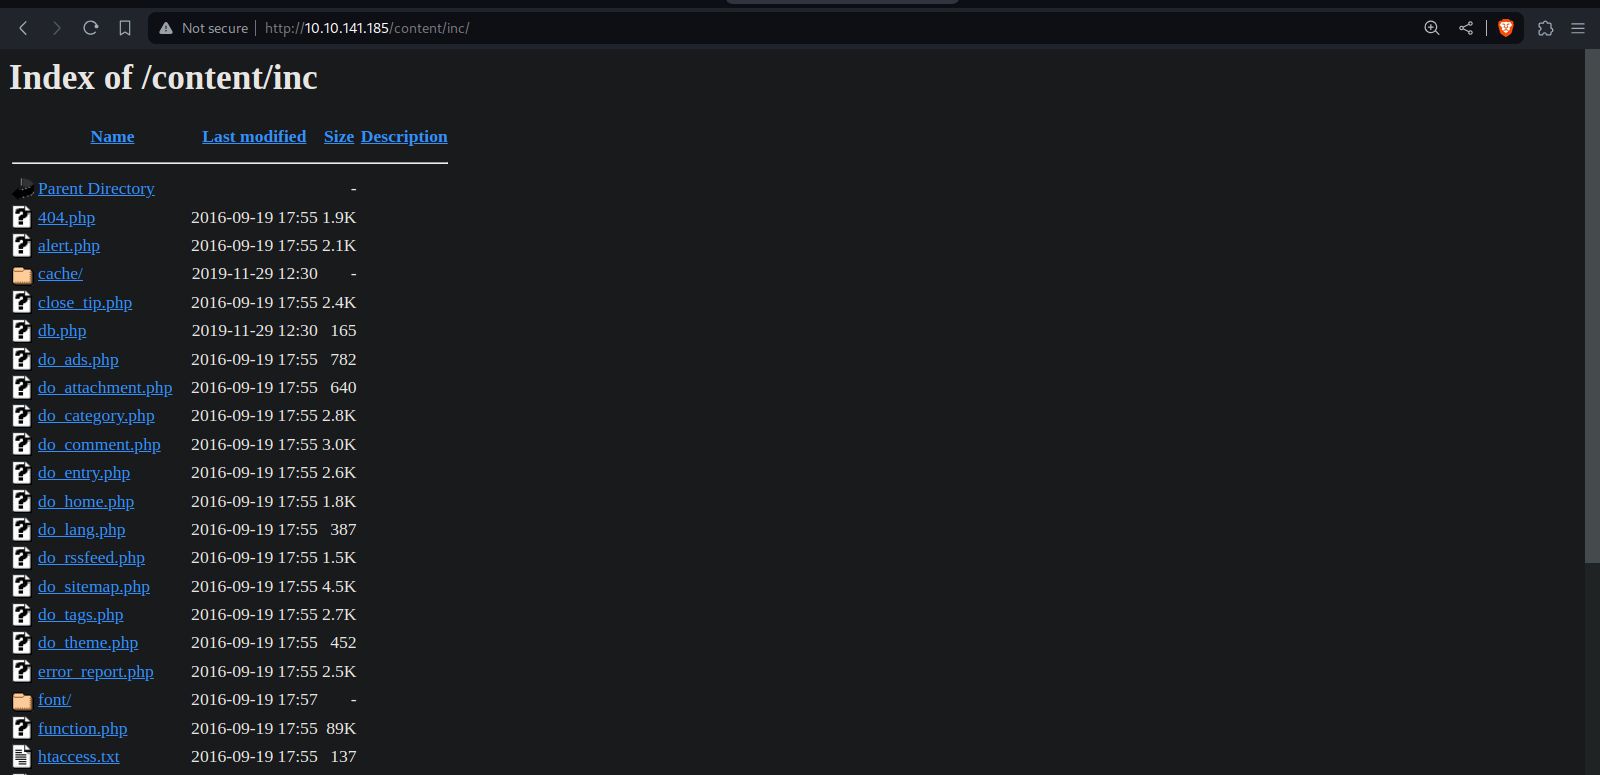 Not secure http://10.10.141.185/content/inc/
Index of /content/inc
Name Last modified Size Description
Parent Directory -
404.php 2016-09-19 17:55 1.9K
alert.php 2016-09-19 17:55 2.1K
cache/ 2019-11-29 12:30 -
close_tip.php 2016-09-19 17:55 2.4K
db.php 2019-11-29 12:30 165
do_ads.php 2016-09-19 17:55 782
do_attachment.php 2016-09-19 17:55 640
do_category.php 2016-09-19 17:55 2.8K
do_comment.php 2016-09-19 17:55 3.0K
do_entry.php 2016-09-19 17:55 2.6K
do_home.php 2016-09-19 17:55 1.8K
do_lang.php 2016-09-19 17:55 387
do_rssfeed.php 2016-09-19 17:55 1.5K
do_sitemap.php 2016-09-19 17:55 4.5K
do_tags.php 2016-09-19 17:55 2.7K
do_theme.php 2016-09-19 17:55 452
error_report.php 2016-09-19 17:55 2.5K
font/ 2016-09-19 17:57 -
function.php 2016-09-19 17:55 89K
htaccess.txt 2016-09-19 17:55 137